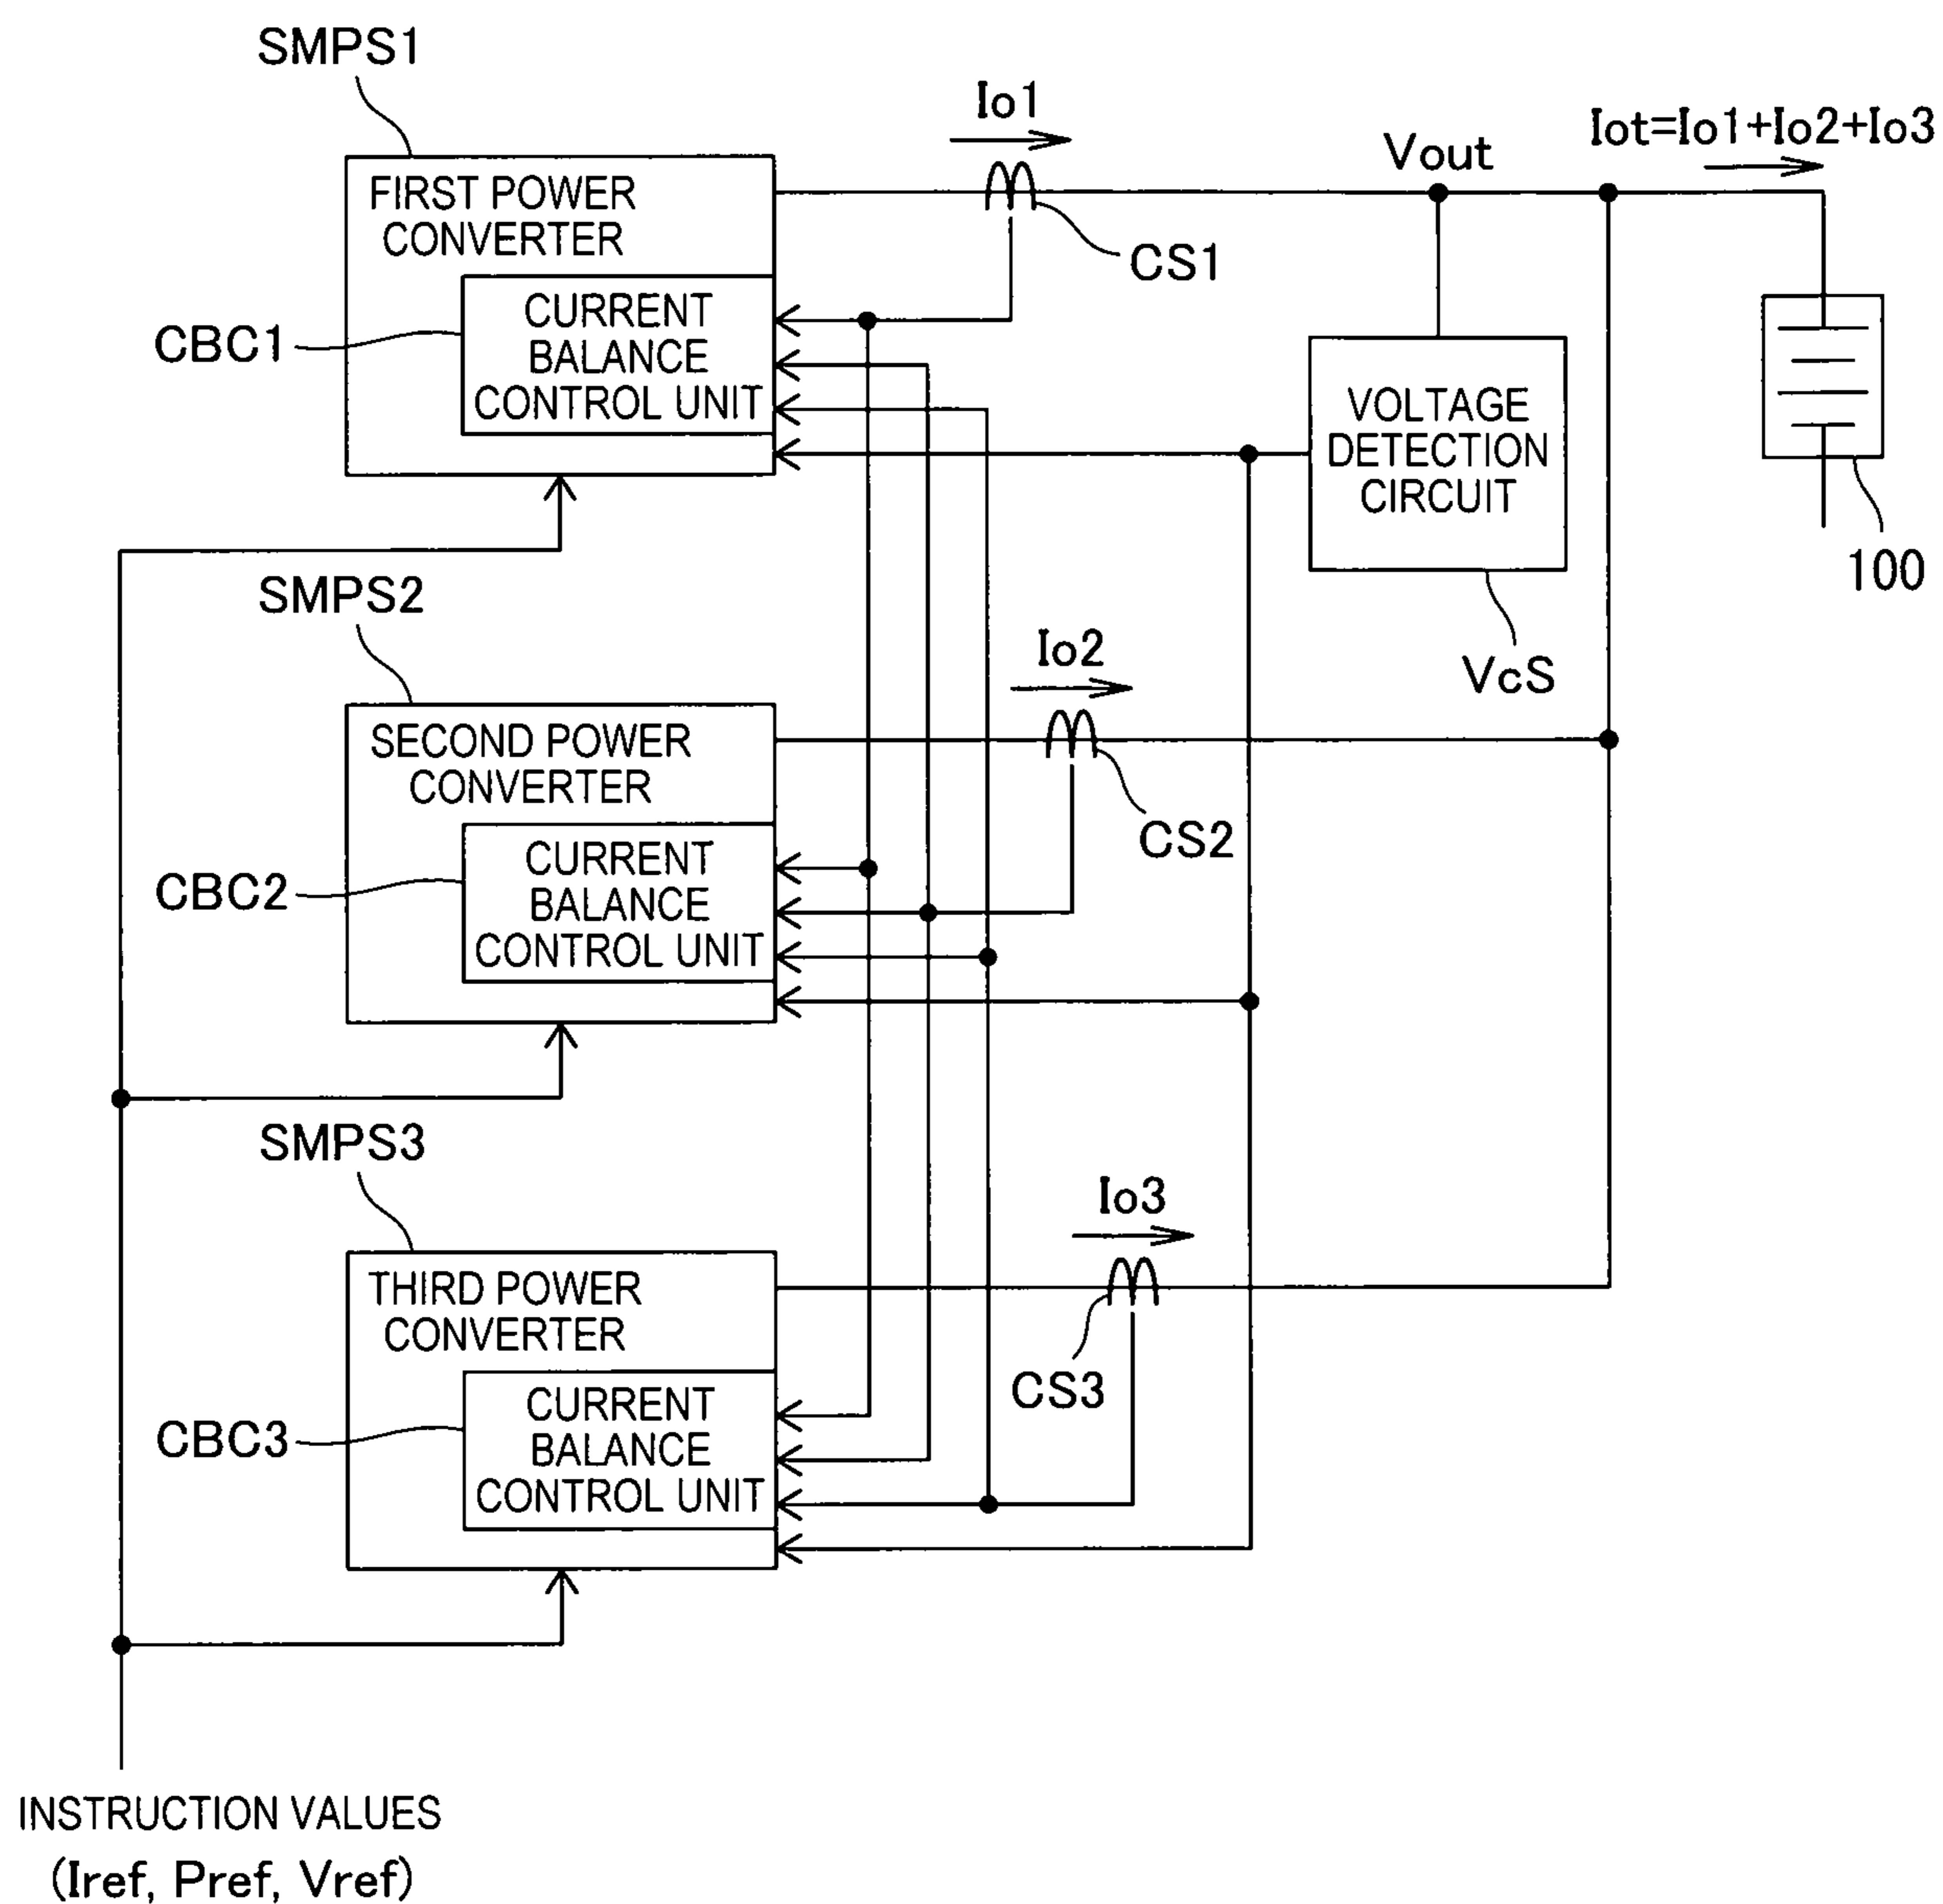 SMPS1
Io1
Iot=Io1+Io2+Io3
Vout
FIRST POWER
CONVERTER
CS1
CBC1
CURRENT
BALANCE
CONTROL UNIT
VOLTAGE
DETECTION
CIRCUIT
100
SMPS2
Io2
VcS
SECOND POWER
CONVERTER
CS2
CBC2
CURRENT
BALANCE
CONTROL UNIT
SMPS3
Io3
THIRD POWER
CONVERTER
CS3
CBC3
CURRENT
BALANCE
CONTROL UNIT
INSTRUCTION VALUES
(Iref, Pref, Vref)